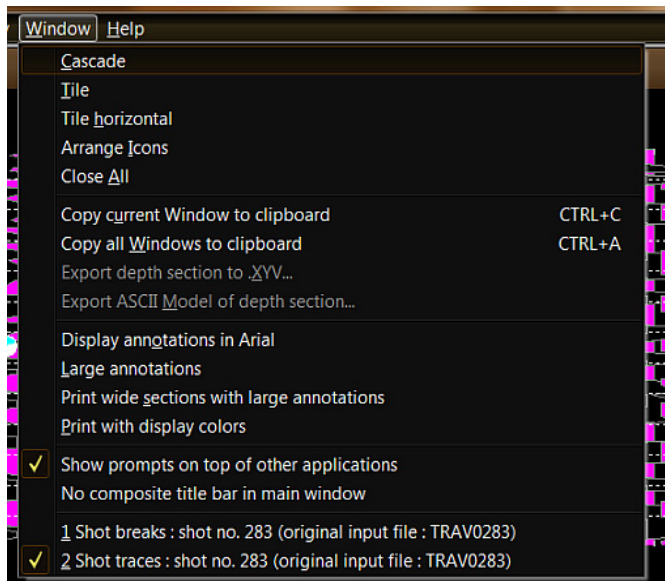 Window Help
Cascade
Tile
Tile horizontal
Arrange Icons
Close All
Copy current Window to clipboard CTRL+C
Copy all Windows to clipboard CTRL+A
Export depth section to .XYV...
Export ASCII Model of depth section...
Display annotations in Arial
Large annotations
Print wide sections with large annotations
Print with display colors
Show prompts on top of other applications
No composite title bar in main window
1 Shot breaks : shot no. 283 (original input file : TRAV0283)
2 Shot traces : shot no. 283 (original input file : TRAV0283)